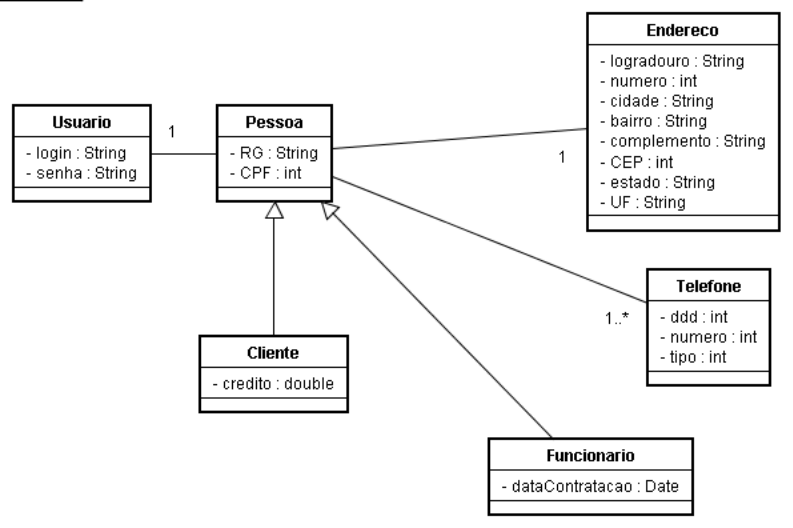 Endereco
- logradouro : String
- numero : int
- cidade : String
- bairro : String
- complemento : String
- CEP : int
- estado : String
- UF : String
Usuario
- login : String
- senha : String
1
Pessoa
- RG : String
- CPF : int
1
Telefone
- ddd : int
- numero : int
- tipo : int
1..*
Cliente
- credito : double
Funcionario
- dataContratacao : Date